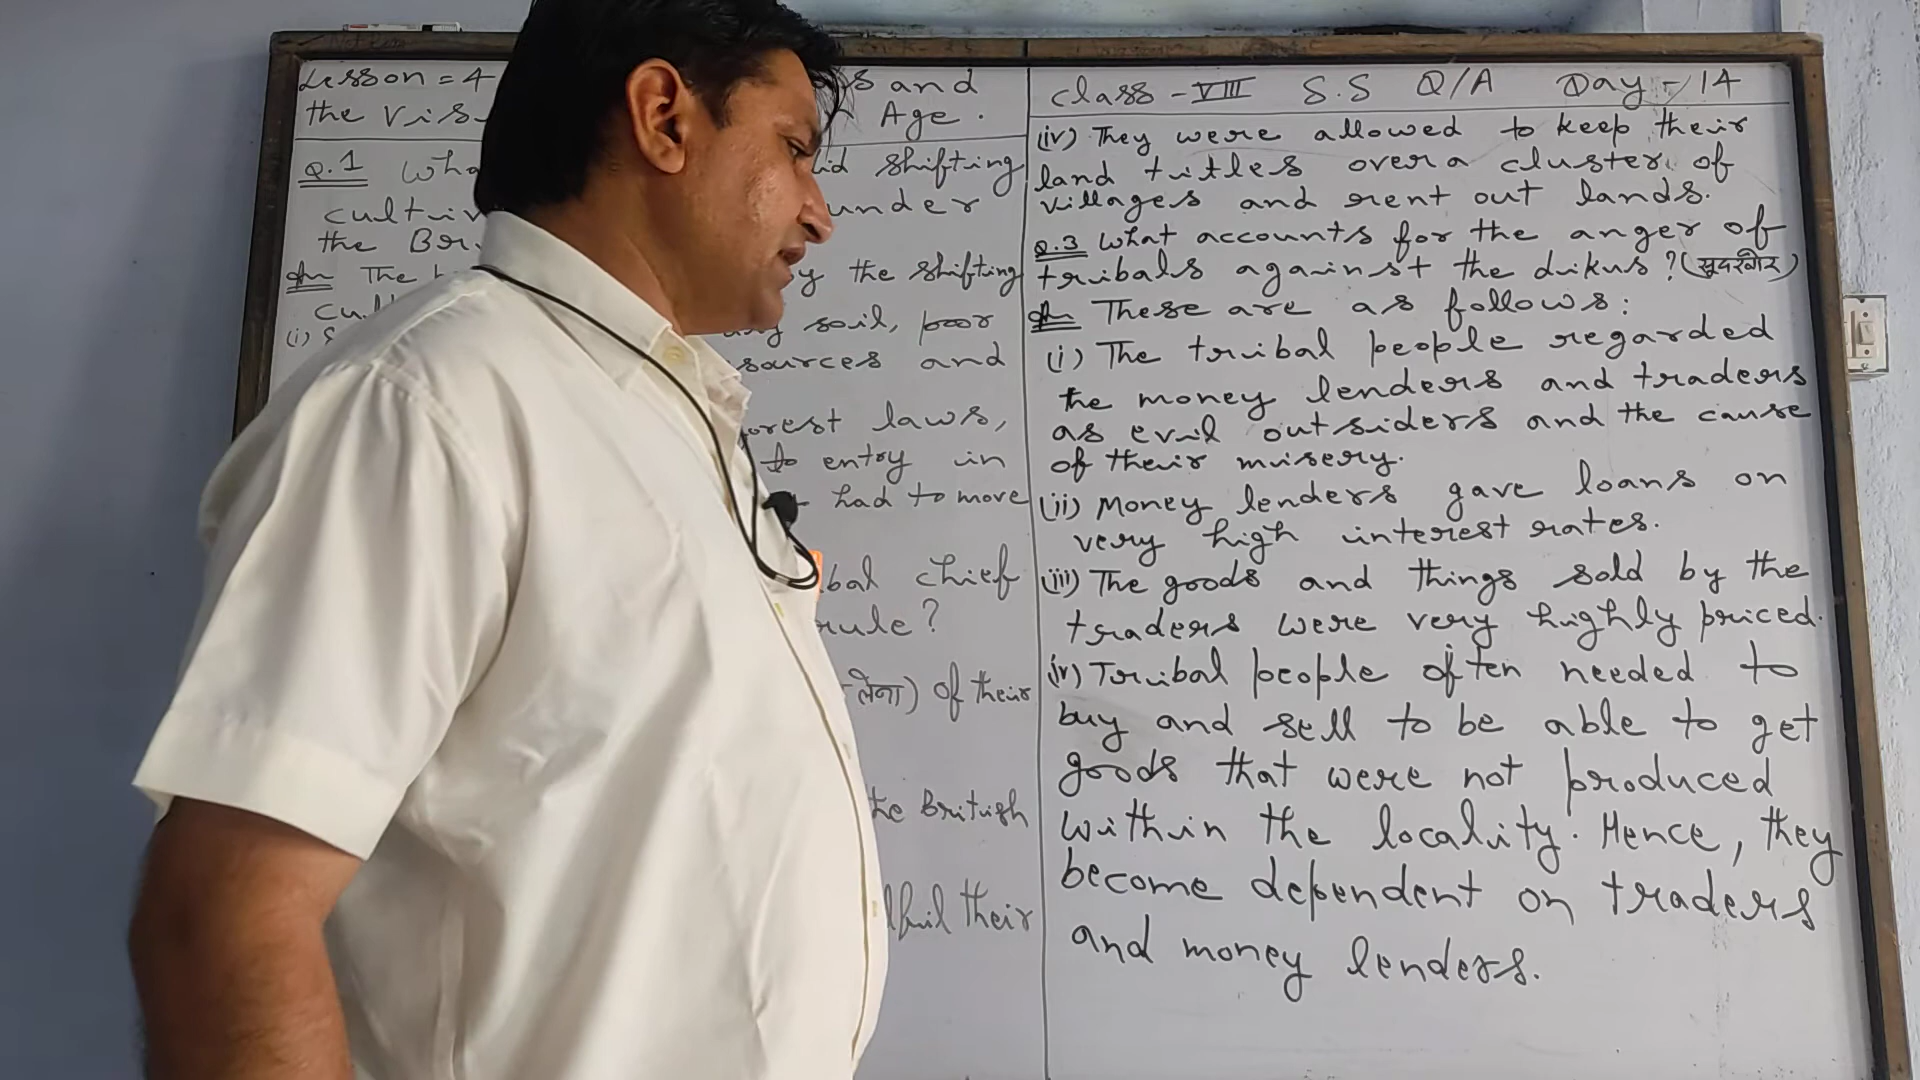 Lesson = 4
and
the Vis
Age.
Q.1
shifting
cultiv
under
the
Ans The
y the shifting
cu
(i) S
soil, poor
sources and
orest laws,
to entry in
had to move
bal chief
rule?
लेना) of their
the British
their
Class - VIII S.S Q/A Day - 14
(iv) They were allowed to keep their
land tuitles over a cluster of
villages and rent out lands.
Q.3 What accounts for the anger of
tribals against the dikus? (सूदखोर)
Ans These are as follows:
(i) The tribal people regarded
the money lenders and traders
as evil outsiders and the cause
of their misery.
(ii) Money lenders gave loans on
very high interest rates.
(iii) The goods and things sold by the
traders were very highly priced.
(iv) Tribal people often needed to
buy and sell to be able to get
goods that were not produced
within the locality. Hence, they
become dependent on traders
and money lenders.